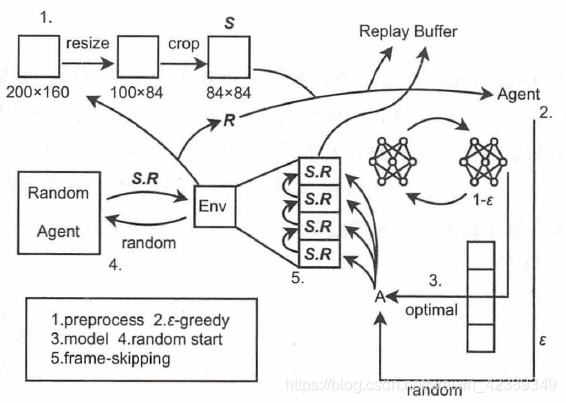 1.
S
resize
crop
Replay Buffer
200×160
100×84
84×84
R
Agent
2.
S.R
S.R
Random
Agent
Env
S.R
S.R
S.R
1-ε
random
4.
5.
3.
A
optimal
1.preprocess 2.ε-greedy
3.model 4.random start
5.frame-skipping
ε
random